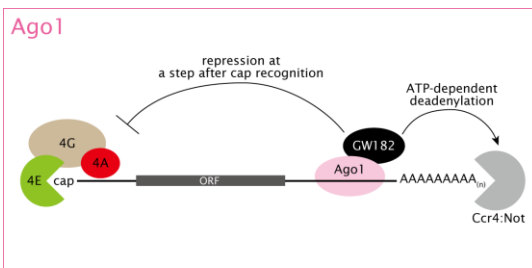 Ago1
repression at
a step after cap recognition
ATP-dependent
deadenylation
4G
4A
4E
cap
ORF
GW182
Ago1
AAAAAAAAA(n)
Ccr4:Not